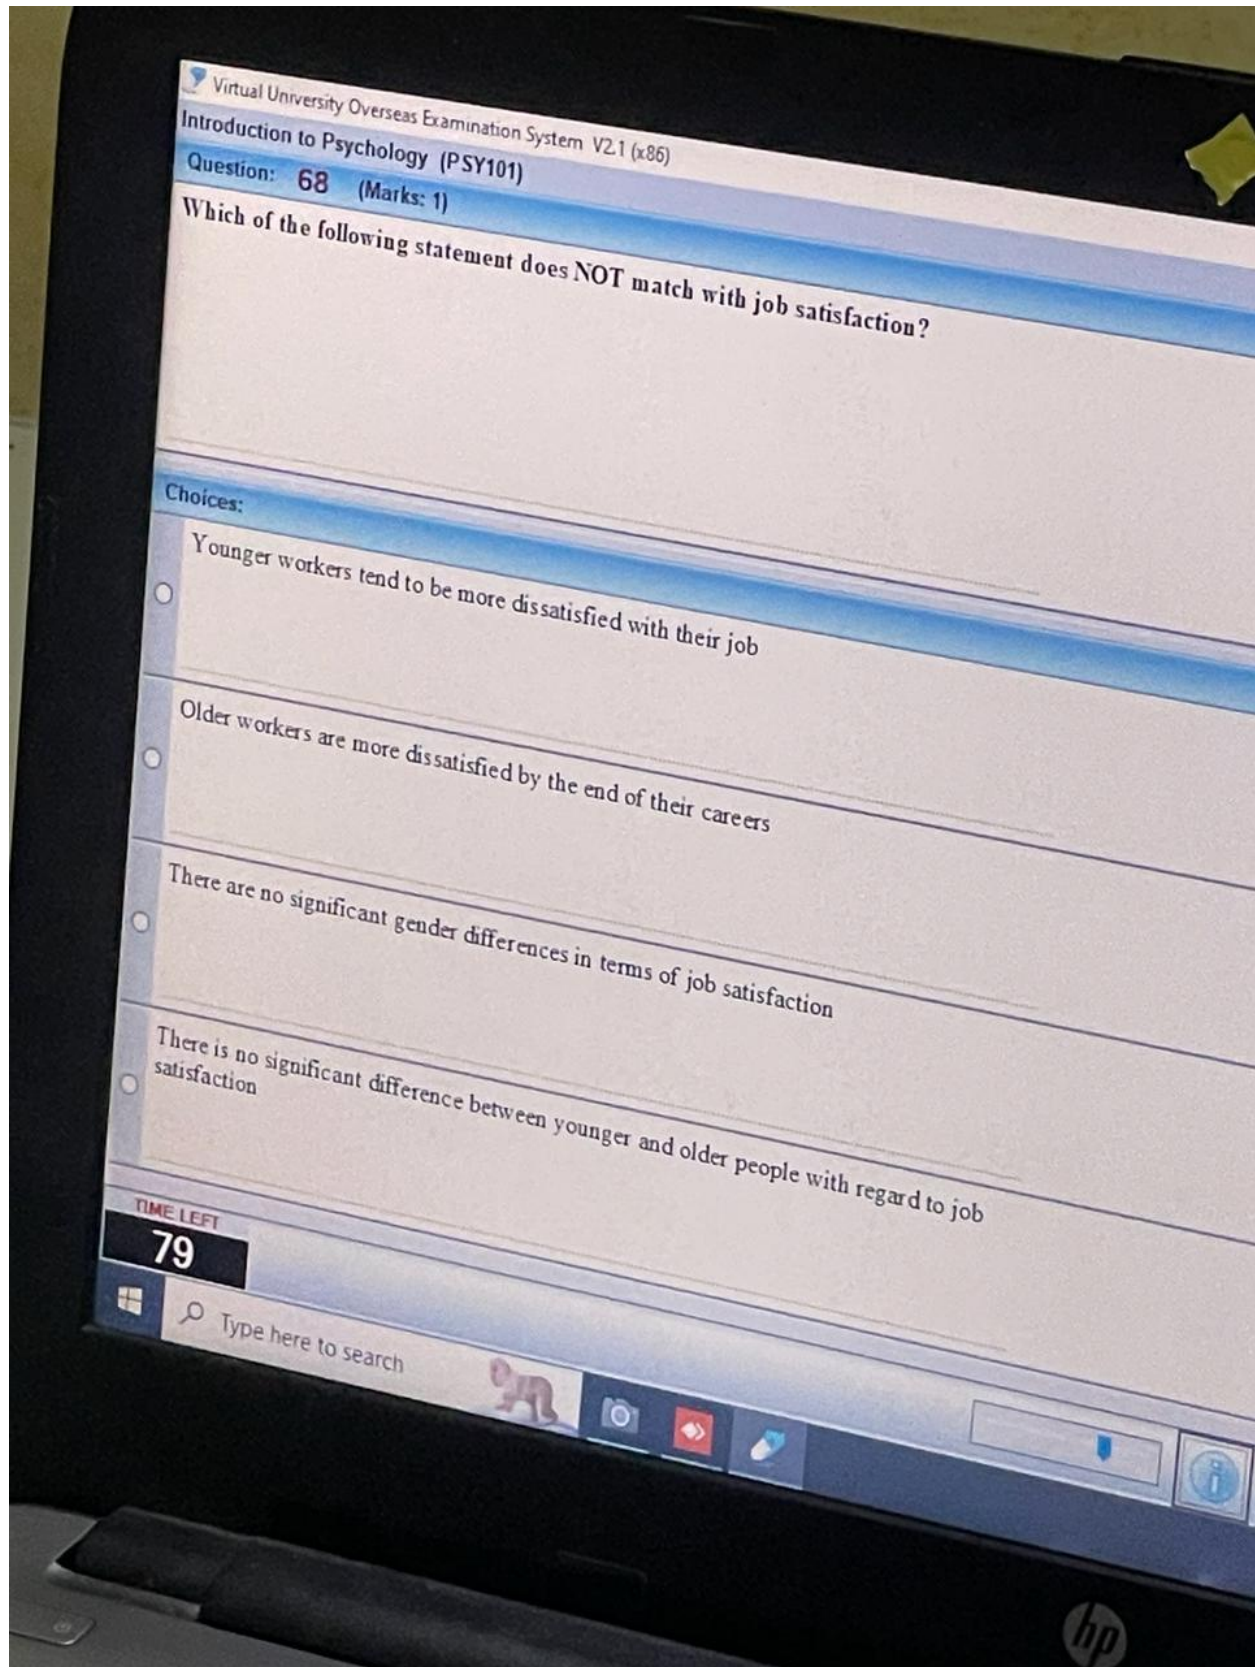 Virtual University Overseas Examination System V2.1 (x86)
Introduction to Psychology (PSY101)
Question: 68 (Marks: 1)
Which of the following statement does NOT match with job satisfaction?
Choices:
Younger workers tend to be more dissatisfied with their job
Older workers are more dissatisfied by the end of their careers
There are no significant gender differences in terms of job satisfaction
There is no significant difference between younger and older people with regard to job
satisfaction
TIME LEFT
79
Type here to search
hp